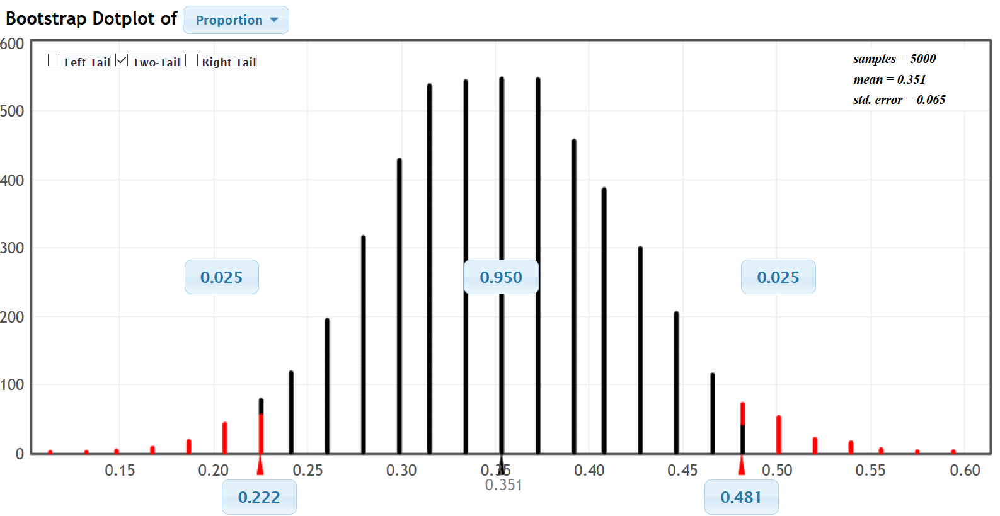 Bootstrap Dotplot of Proportion
600
Left Tail Two-Tail Right Tail
samples = 5000
mean = 0.351
std. error = 0.065
500
400
300
0.025 0.950 0.025
200
100
0
0.15 0.20 0.25 0.30 0.35 0.40 0.45 0.50 0.55 0.60
0.351
0.222 0.481